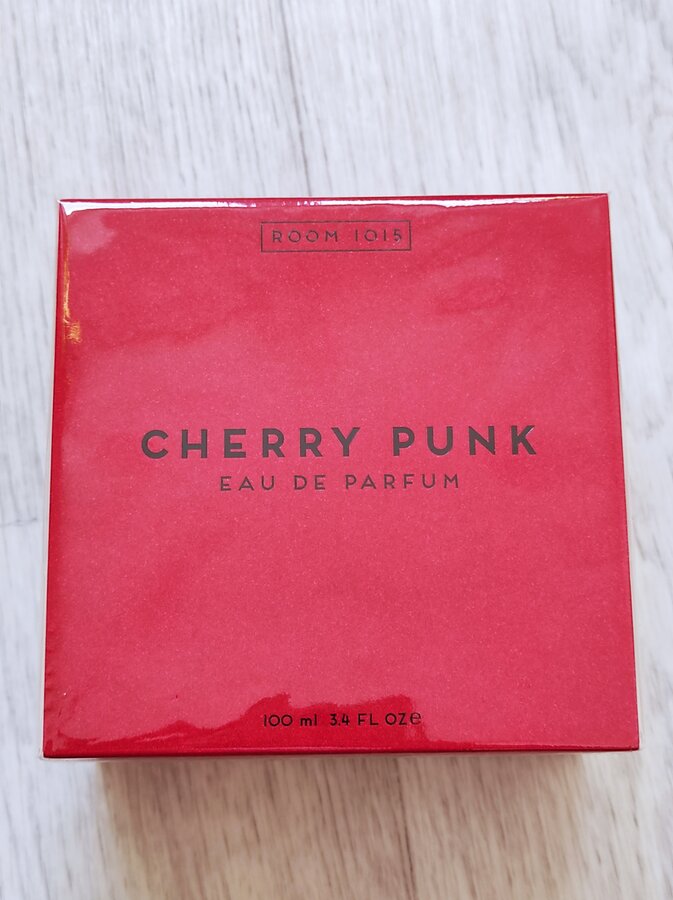 ROOM 1015
CHERRY PUNK
EAU DE PARFUM
100 ml 3.4 FL OZ℮